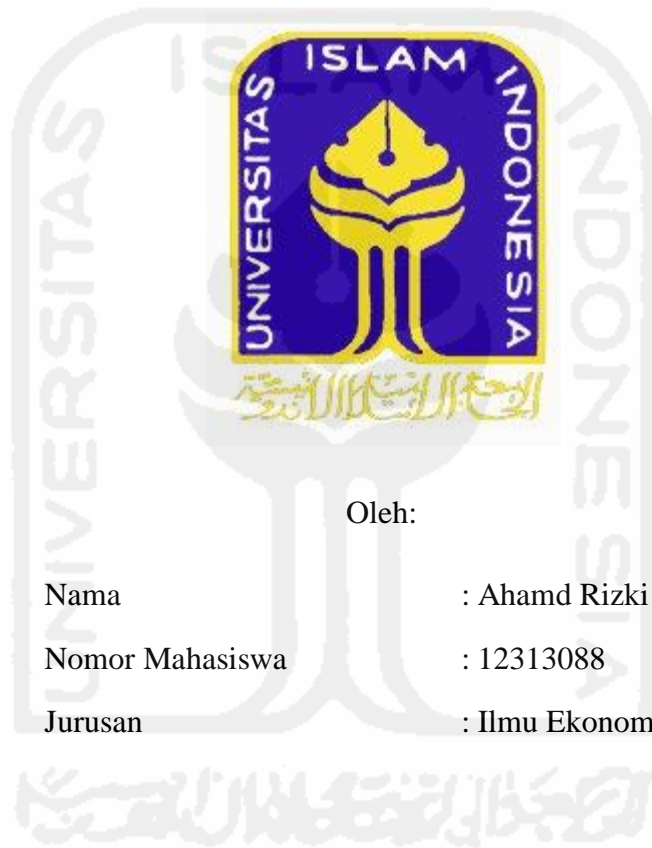 UNIVERSITAS ISLAM INDONESIA
Oleh:
Nama : Ahamd Rizki
Nomor Mahasiswa : 12313088
Jurusan : Ilmu Ekonom